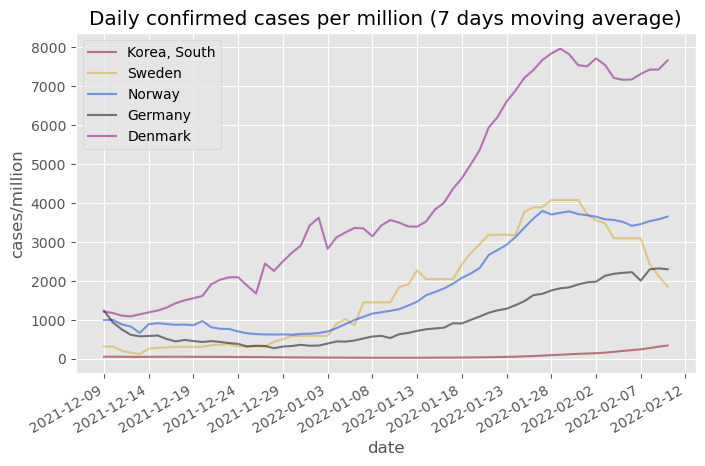 Daily confirmed cases per million (7 days moving average)
Korea, South
Sweden
Norway
Germany
Denmark
8000
7000
6000
5000
4000
3000
2000
1000
0
cases/million
2021-12-09
2021-12-14
2021-12-19
2021-12-24
2021-12-29
2022-01-03
2022-01-08
2022-01-13
2022-01-18
2022-01-23
2022-01-28
2022-02-02
2022-02-07
2022-02-12
date